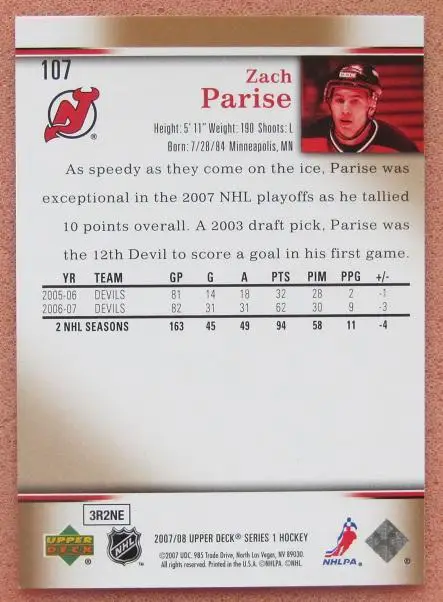 107
Zach
Parise
Height: 5' 11" Weight: 190 Shoots: L
Born: 7/28/84 Minneapolis, MN
As speedy as they come on the ice, Parise was
exceptional in the 2007 NHL playoffs as he tallied
10 points overall. A 2003 draft pick, Parise was
the 12th Devil to score a goal in his first game.
YR TEAM GP G A PTS PIM PPG +/-
2005-06 DEVILS 81 14 18 32 28 2 -1
2006-07 DEVILS 82 31 31 62 30 9 -3
2 NHL SEASONS 163 45 49 94 58 11 -4
3R2NE
2007/08 UPPER DECK® SERIES 1 HOCKEY
UPPER
DECK
NHL
©2007 UDC. 985 Trade Drive, North Las Vegas, NV 89030.
Printed in the U.S.A. ©NHLPA. ©NHL.
NHLPA